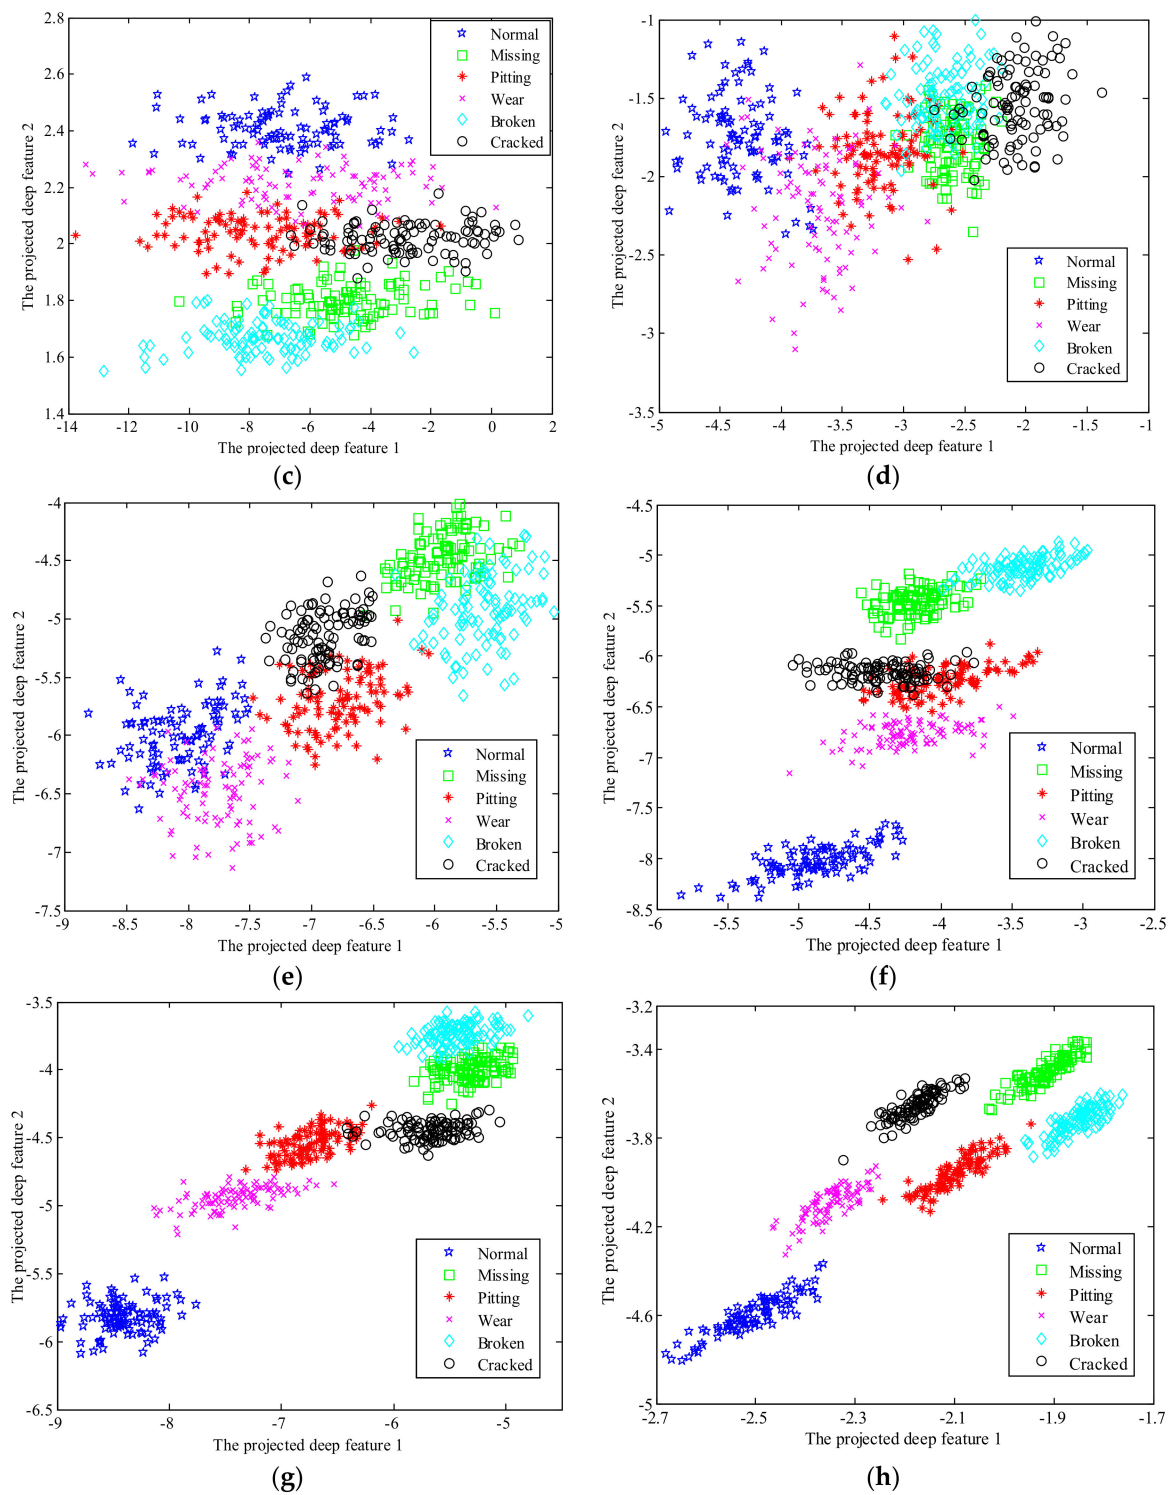 2.8
2.6
2.4
2.2
2
1.8
1.6
1.4
-14 -12 -10 -8 -6 -4 -2 0 2
The projected deep feature 2
The projected deep feature 1
Normal
Missing
Pitting
Wear
Broken
Cracked
(c)
-1
-1.5
-2
-2.5
-3
-3.5
-5 -4.5 -4 -3.5 -3 -2.5 -2 -1.5 -1
The projected deep feature 2
The projected deep feature 1
Normal
Missing
Pitting
Wear
Broken
Cracked
(d)
-4
-4.5
-5
-5.5
-6
-6.5
-7
-7.5
-9 -8.5 -8 -7.5 -7 -6.5 -6 -5.5 -5
The projected deep feature 2
The projected deep feature 1
Normal
Missing
Pitting
Wear
Broken
Cracked
(e)
-4.5
-5
-5.5
-6
-6.5
-7
-7.5
-8
-8.5
-6 -5.5 -5 -4.5 -4 -3.5 -3 -2.5
The projected deep feature 2
The projected deep feature 1
Normal
Missing
Pitting
Wear
Broken
Cracked
(f)
-3.5
-4
-4.5
-5
-5.5
-6
-6.5
-9 -8 -7 -6 -5
The projected deep feature 2
The projected deep feature 1
Normal
Missing
Pitting
Wear
Broken
Cracked
(g)
-3.2
-3.4
-3.8
-4.2
-4.6
-5
-2.7 -2.5 -2.3 -2.1 -1.9 -1.7
The projected deep feature 2
The projected deep feature 1
Normal
Missing
Pitting
Wear
Broken
Cracked
(h)